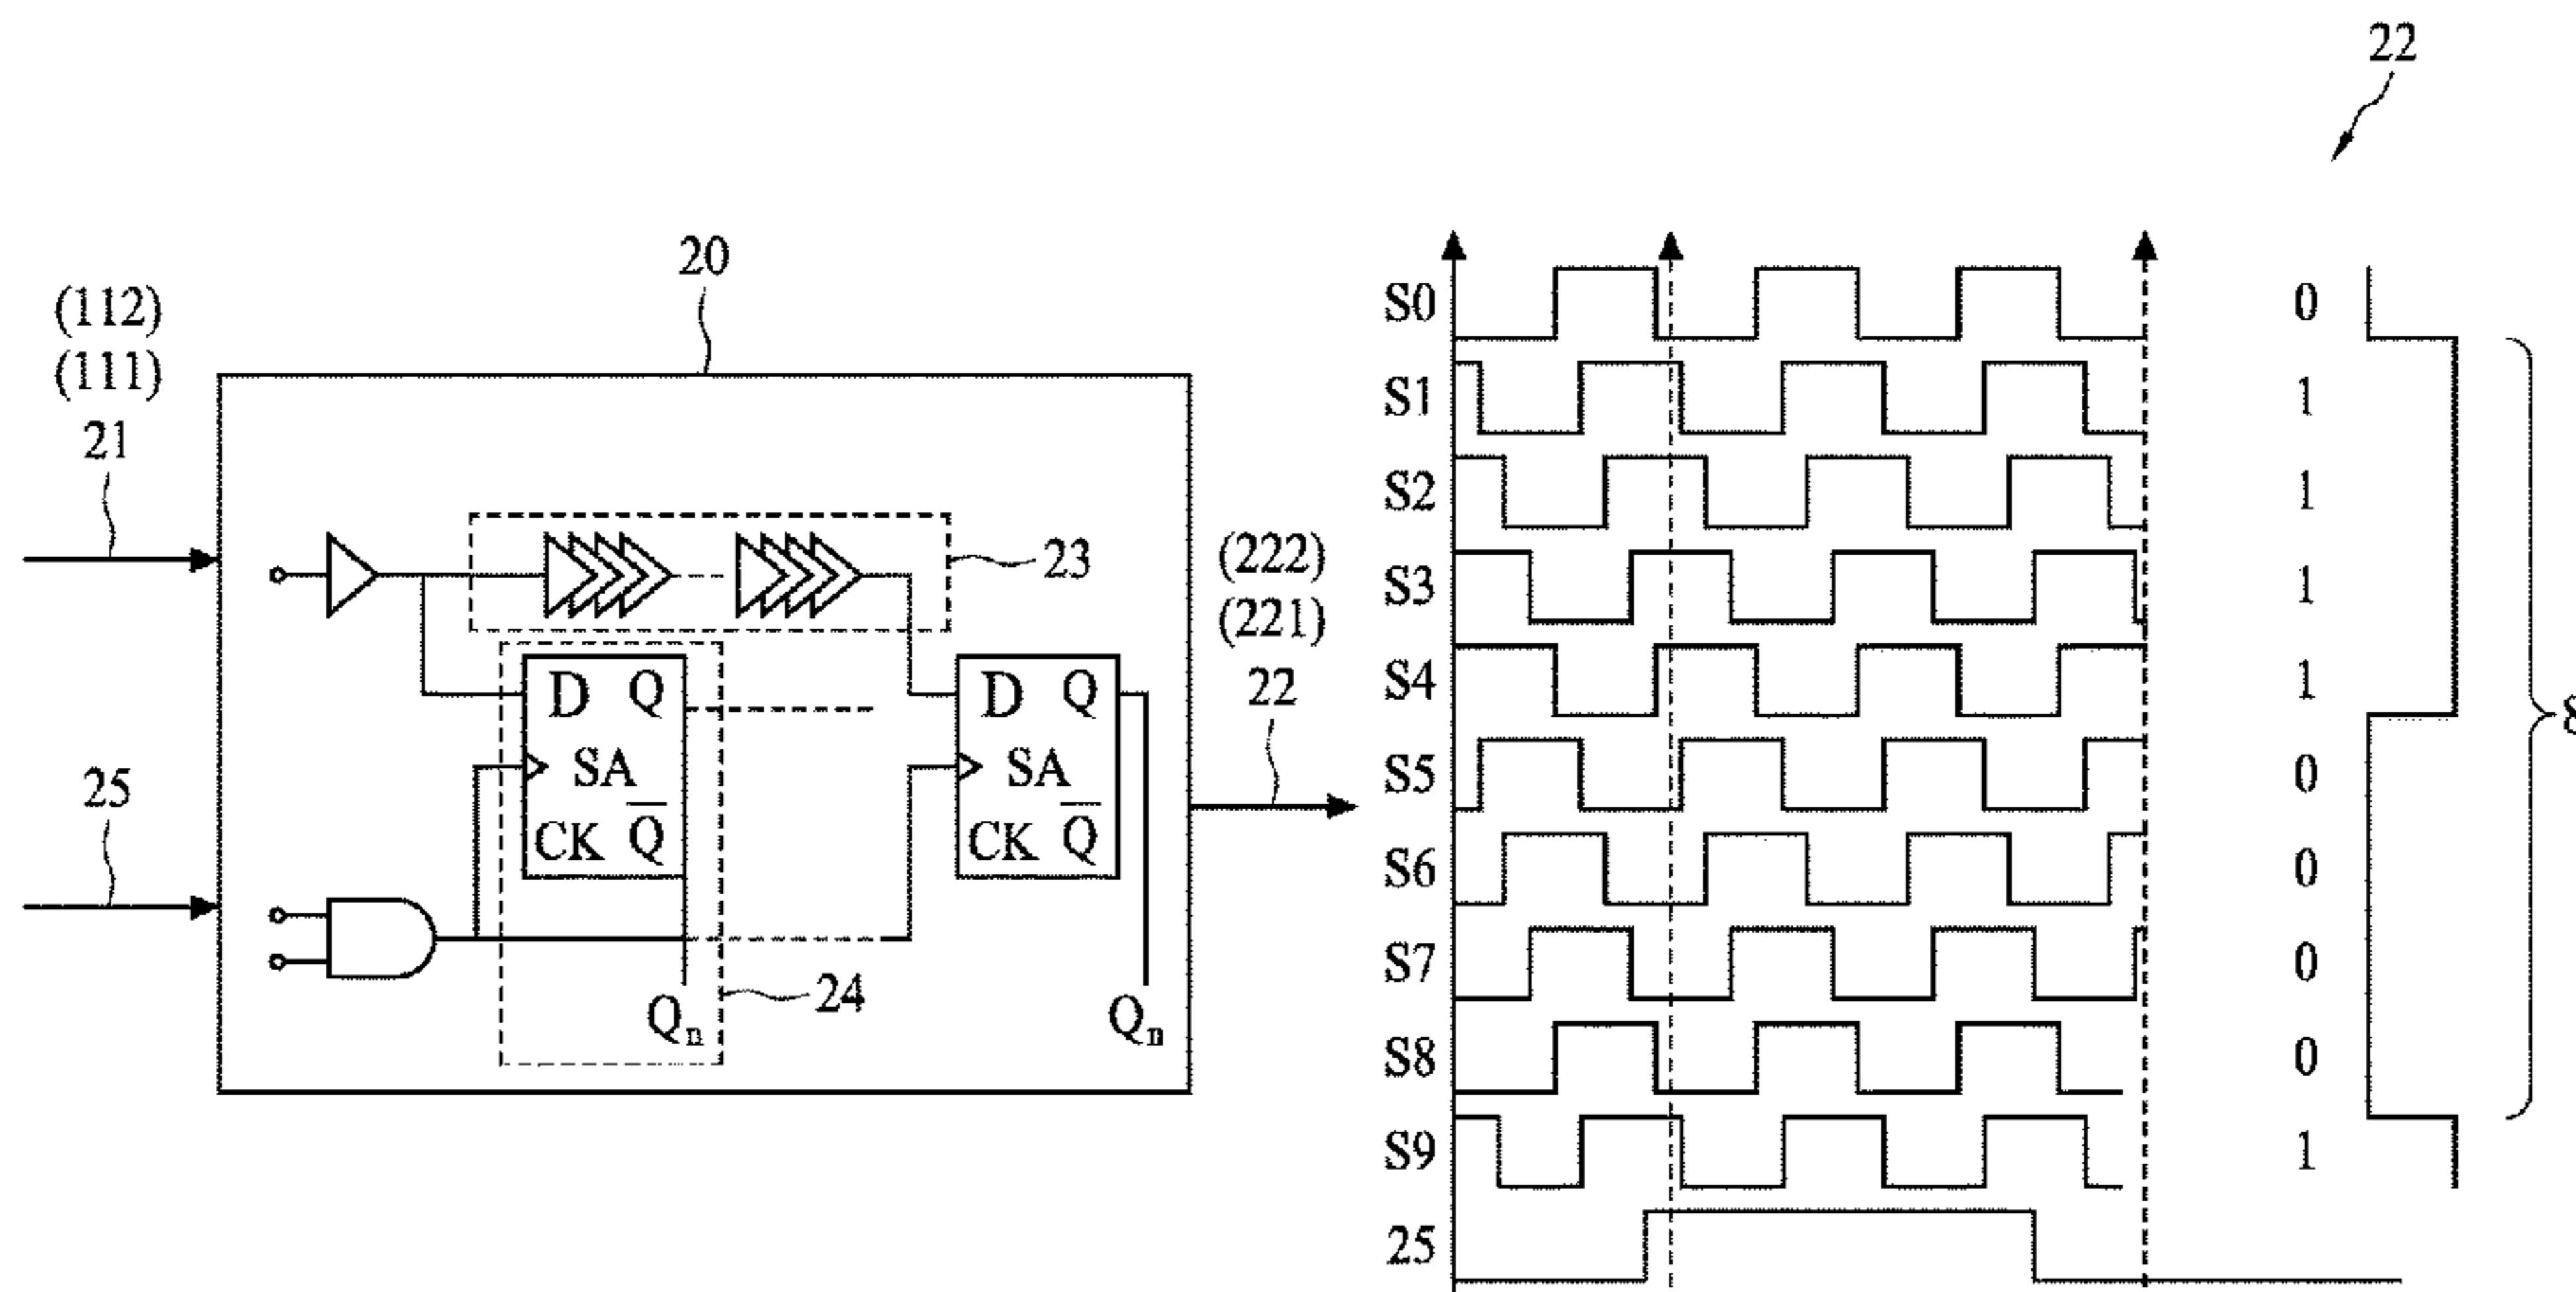 22
20
(112)
(111)
21
25
23
D Q
SA
CK Q̅
Qn
24
D Q
SA
CK Q̅
Qn
(222)
(221)
22
S0 0
S1 1
S2 1
S3 1
S4 1
S5 0
S6 0
S7 0
S8 0
S9 1
25
8